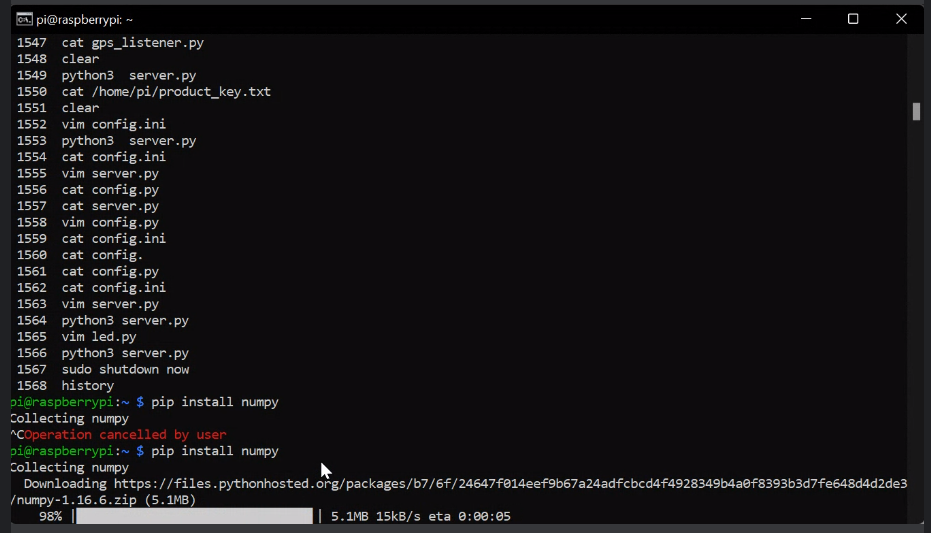 pi@raspberrypi: ~
1547 cat gps_listener.py
1548 clear
1549 python3 server.py
1550 cat /home/pi/product_key.txt
1551 clear
1552 vim config.ini
1553 python3 server.py
1554 cat config.ini
1555 vim server.py
1556 cat config.py
1557 cat server.py
1558 vim config.py
1559 cat config.ini
1560 cat config.
1561 cat config.py
1562 cat config.ini
1563 vim server.py
1564 python3 server.py
1565 vim led.py
1566 python3 server.py
1567 sudo shutdown now
1568 history
pi@raspberrypi:~ $ pip install numpy
Collecting numpy
^COperation cancelled by user
pi@raspberrypi:~ $ pip install numpy
Collecting numpy
Downloading https://files.pythonhosted.org/packages/b7/6f/24647f014eef9b67a24adfcbcd4f4928349b4a0f8393b3d7fe648d4d2de3
/numpy-1.16.6.zip (5.1MB)
98% | | 5.1MB 15kB/s eta 0:00:05